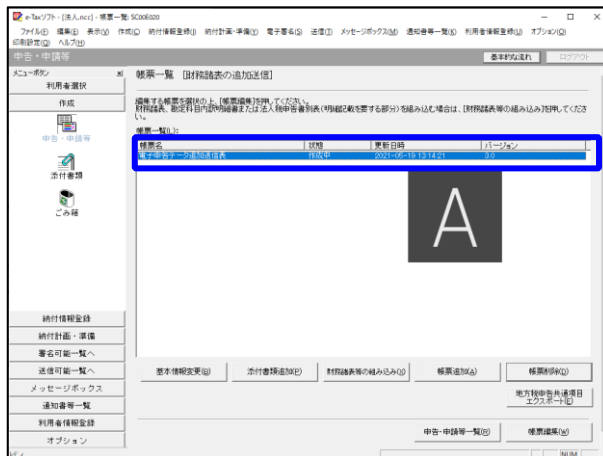 e-Taxソフト - [法人.ncc] - 帳票一覧: SC00E020
ファイル(F) 編集(E) 表示(V) 作成(C) 納付情報登録(I) 納付計画・準備(Y) 電子署名(S) 送信(T) メッセージボックス(M) 通知書等一覧(K) 利用者情報登録(U) オプション(O)
印刷設定(Q) ヘルプ(H)
申告・申請等 基本的な流れ ログアウト
メニューボタン
利用者選択
作成
申告・申請等
添付書類
ごみ箱
納付情報登録
納付計画・準備
署名可能一覧へ
送信可能一覧へ
メッセージボックス
通知書等一覧
利用者情報登録
オプション
帳票一覧 [財務諸表の追加送信]
編集する帳票を選択の上、[帳票編集]を押してください。
財務諸表、勘定科目内訳明細書または法人税申告書別表(明細記載を要する部分)を組み込む場合は、[財務諸表等の組み込み]を押してくださ
い。
帳票一覧(L):
帳票名 状態 更新日時 バージョン
電子申告データ追加送信表 作成中 2021-05-19 13:14:21 3.0
A
基本情報変更(B) 添付書類追加(P) 財務諸表等の組み込み(X) 帳票追加(A) 帳票削除(D)
地方税申告共通項目
エクスポート(E)
申告・申請等一覧(R) 帳票編集(W)
NUM